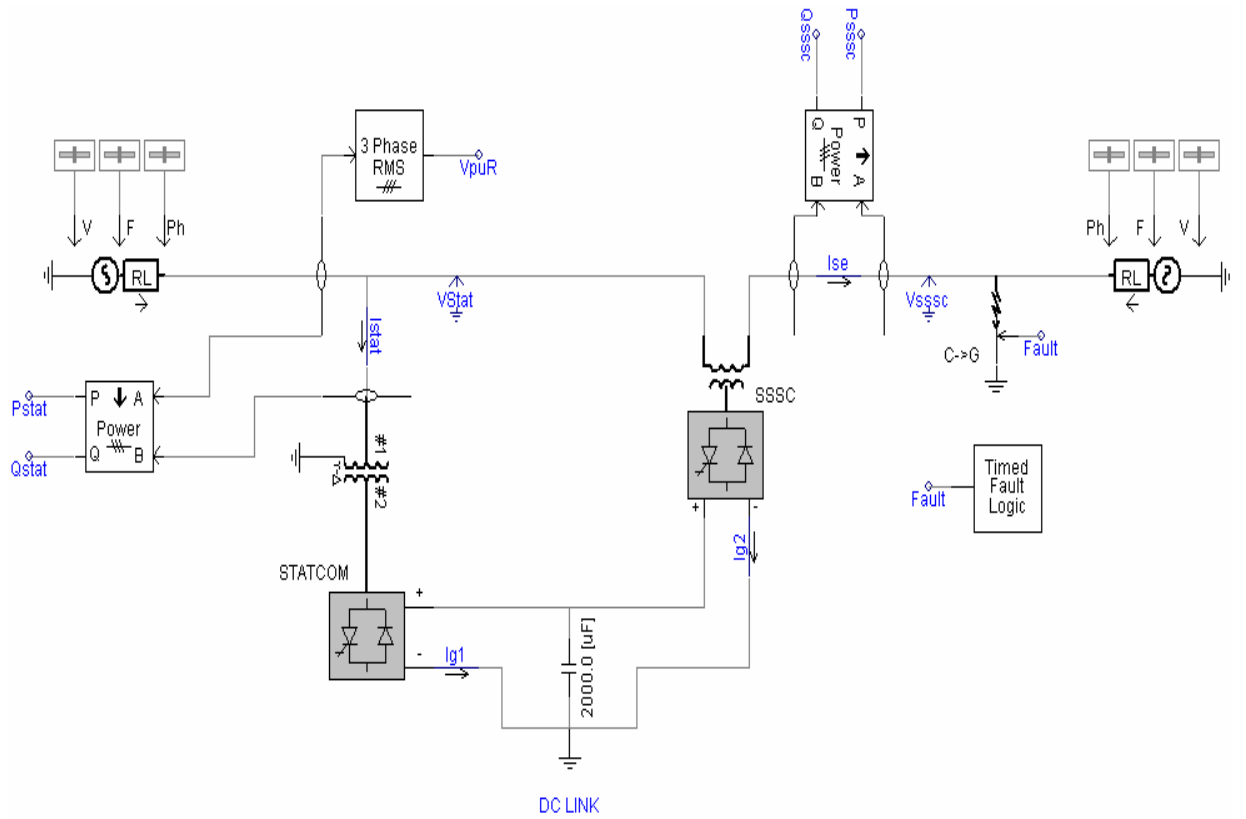 Qsssc
Psssc
Q P
Power
B A
3 Phase
RMS
VpuR
V F Ph
Ph F V
RL
VStat
Ise
Vsssc
RL
Istat
C->G
Fault
SSSC
Pstat
P A
Power
Q B
Qstat
#1
Y-Δ
#2
+ -
Timed
Fault
Logic
Fault
Ig2
STATCOM
+
-
Ig1
2000.0 [uF]
DC LINK